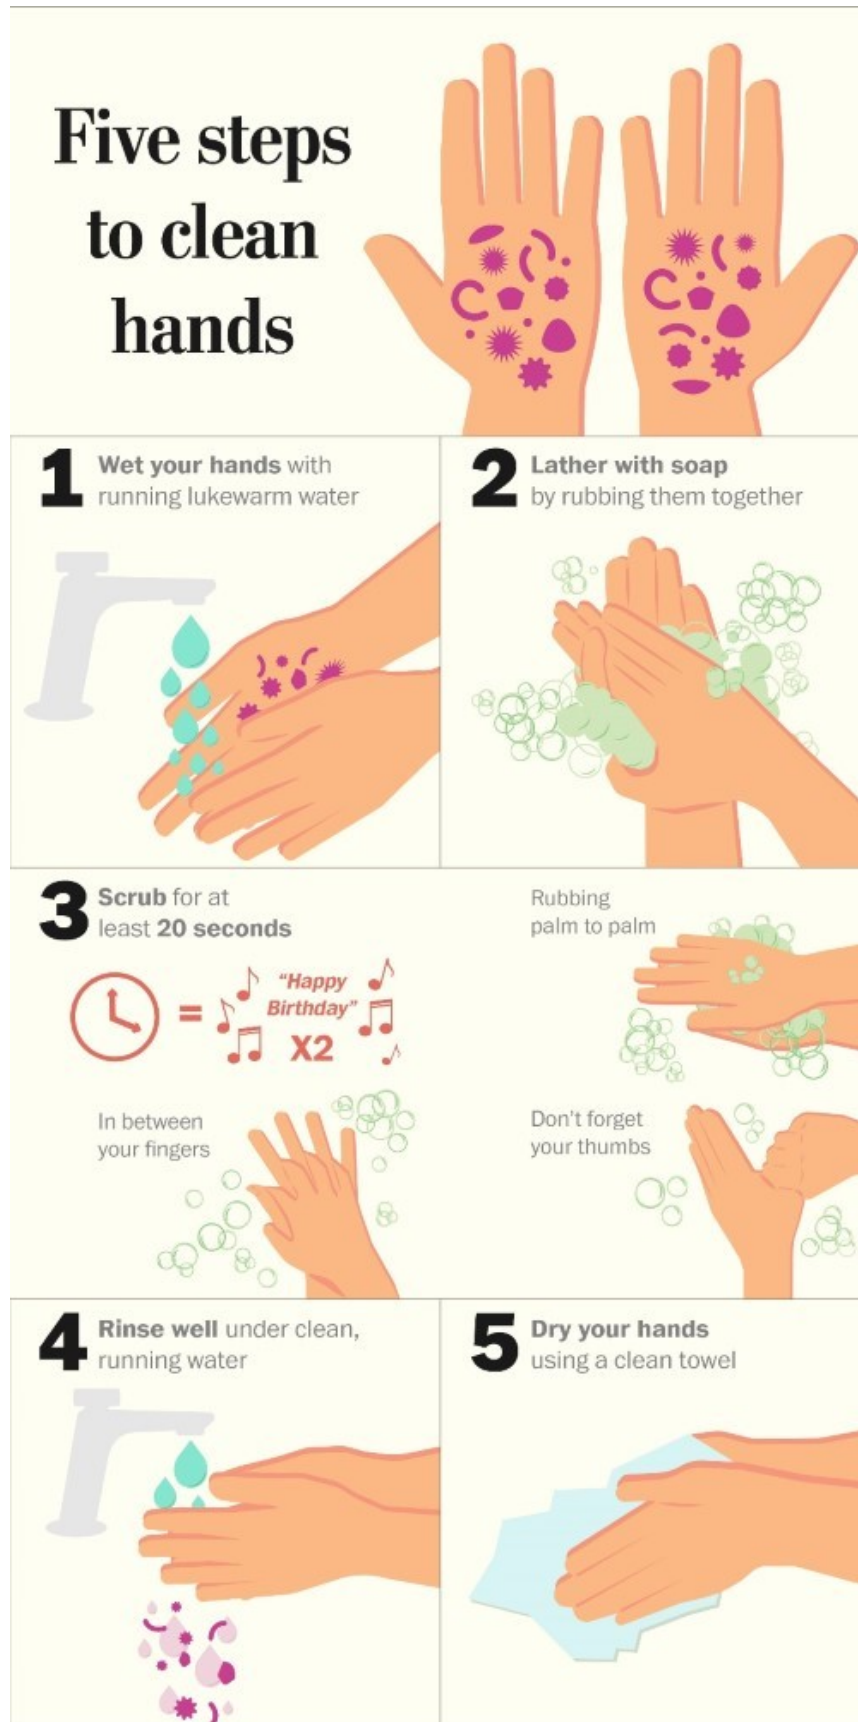 Five steps
to clean
hands
1
Wet your hands with
running lukewarm water
2
Lather with soap
by rubbing them together
3
Scrub for at
least 20 seconds
=
"Happy
Birthday"
X2
Rubbing
palm to palm
In between
your fingers
Don't forget
your thumbs
4
Rinse well under clean,
running water
5
Dry your hands
using a clean towel